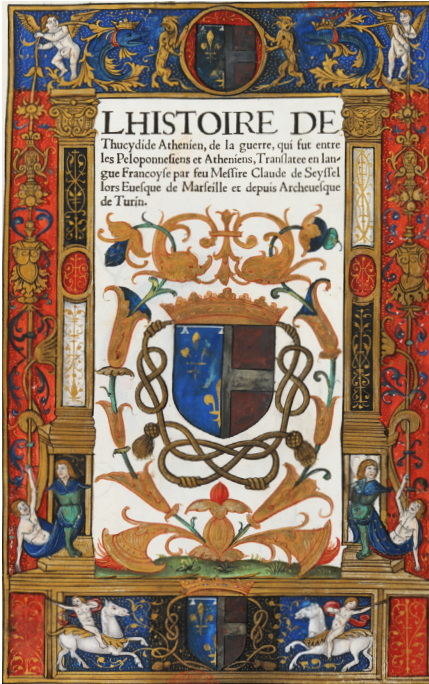 LHISTOIRE DE
Thucydide Athenien, de la guerre, qui fut entre
les Peloponnesiens et Atheniens, Translatee en lan-
gue Francoyse par feu Messire Claude de Seyssel
lors Euesque de Marseille et depuis Archeuesque
de Turin.